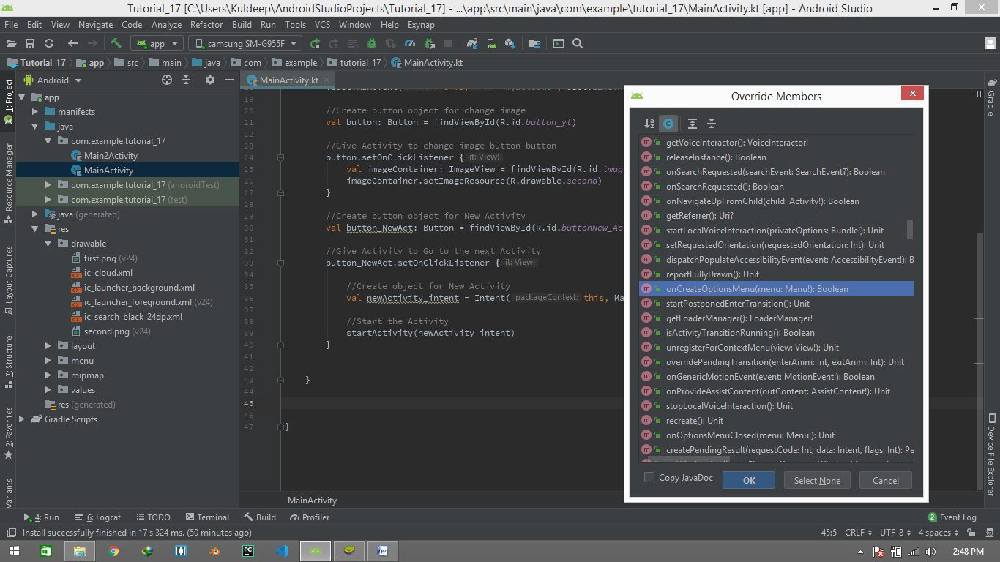 Tutorial_17 [C:\Users\Kuldeep\AndroidStudioProjects\Tutorial_17] - ...\app\src\main\java\com\example\tutorial_17\MainActivity.kt [app] - Android Studio
File Edit View Navigate Code Analyze Refactor Build Run Tools VCS Window Help Exynap
app samsung SM-G955F
Tutorial_17 app src main java com example tutorial_17 MainActivity.kt
1: Project
Resource Manager
Layout Captures
7: Structure
2: Favorites
Variants
Android
app
manifests
java
com.example.tutorial_17
Main2Activity
MainActivity
com.example.tutorial_17 (androidTest)
com.example.tutorial_17 (test)
java (generated)
res
drawable
first.png (v24)
ic_cloud.xml
ic_launcher_background.xml
ic_launcher_foreground.xml (v24)
ic_search_black_24dp.xml
second.png (v24)
layout
menu
mipmap
values
res (generated)
Gradle Scripts
MainActivity.kt
19
20 //Create button object for change image
21 val button: Button = findViewById(R.id.button_yt)
22
23 //Give Activity to change image button button
24 button.setOnClickListener { it: View!
25 val imageContainer: ImageView = findViewById(R.id.imag
26 imageContainer.setImageResource(R.drawable.second)
27 }
28
29 //Create button object for New Activity
30 val button_NewAct: Button = findViewById(R.id.buttonNew_Ac
31
32 //Give Activity to Go to the next Activity
33 button_NewAct.setOnClickListener { it: View!
34
35 //Create object for New Activity
36 val newActivity_intent = Intent( packageContext: this, Ma
37
38 //Start the Activity
39 startActivity(newActivity_intent)
40 }
41
42
43 }
44
45
46
47 }
MainActivity
Override Members
getVoiceInteractor(): VoiceInteractor!
releaseInstance(): Boolean
onSearchRequested(searchEvent: SearchEvent?): Boolean
onSearchRequested(): Boolean
onNavigateUpFromChild(child: Activity!): Boolean
getReferrer(): Uri?
startLocalVoiceInteraction(privateOptions: Bundle!): Unit
setRequestedOrientation(requestedOrientation: Int): Unit
dispatchPopulateAccessibilityEvent(event: AccessibilityEvent!): B
reportFullyDrawn(): Unit
onCreateOptionsMenu(menu: Menu!): Boolean
startPostponedEnterTransition(): Unit
getLoaderManager(): LoaderManager!
isActivityTransitionRunning(): Boolean
unregisterForContextMenu(view: View!): Unit
overridePendingTransition(enterAnim: Int, exitAnim: Int): Unit
onGenericMotionEvent(event: MotionEvent!): Boolean
onProvideAssistContent(outContent: AssistContent!): Unit
stopLocalVoiceInteraction(): Unit
recreate(): Unit
onOptionsMenuClosed(menu: Menu!): Unit
createPendingResult(requestCode: Int, data: Intent, flags: Int): Pe
Copy JavaDoc OK Select None Cancel
Gradle
Device File Explorer
4: Run 6: Logcat TODO Terminal Build Profiler 2 Event Log
Install successfully finished in 17 s 324 ms. (50 minutes ago) 45:5 CRLF UTF-8 4 spaces
2:48 PM